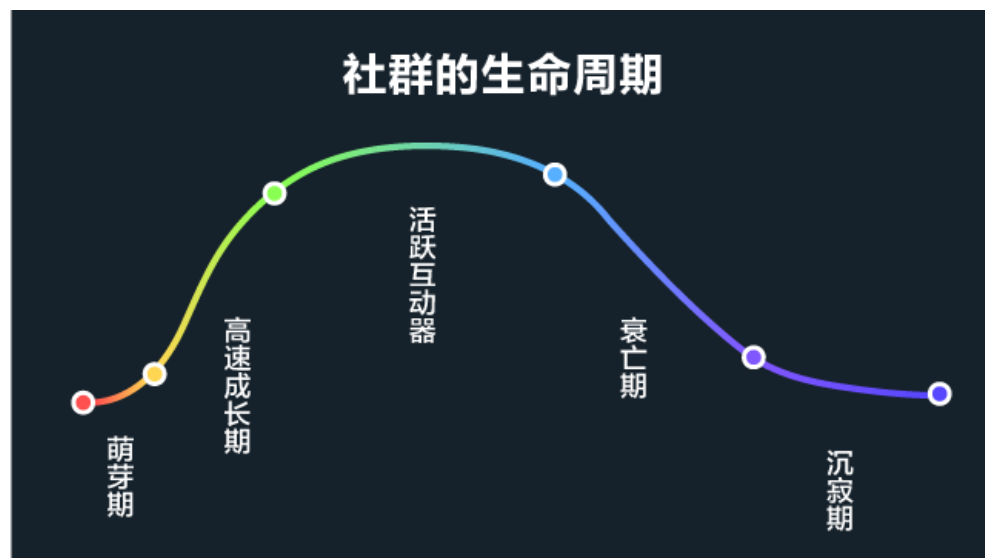 社群的生命周期
萌芽期
高速成长期
活跃互动器
衰亡期
沉寂期